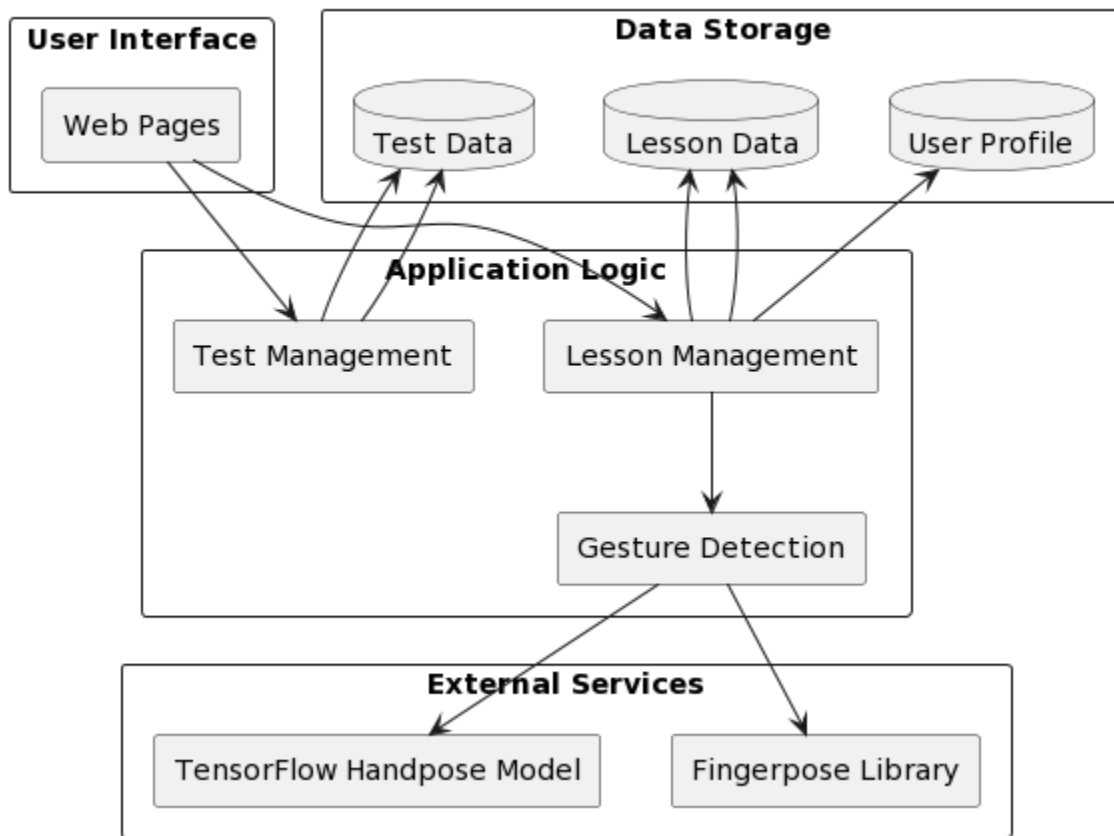 User Interface
Data Storage
Web Pages
Test Data
Lesson Data
User Profile
Application Logic
Test Management
Lesson Management
Gesture Detection
External Services
TensorFlow Handpose Model
Fingerpose Library